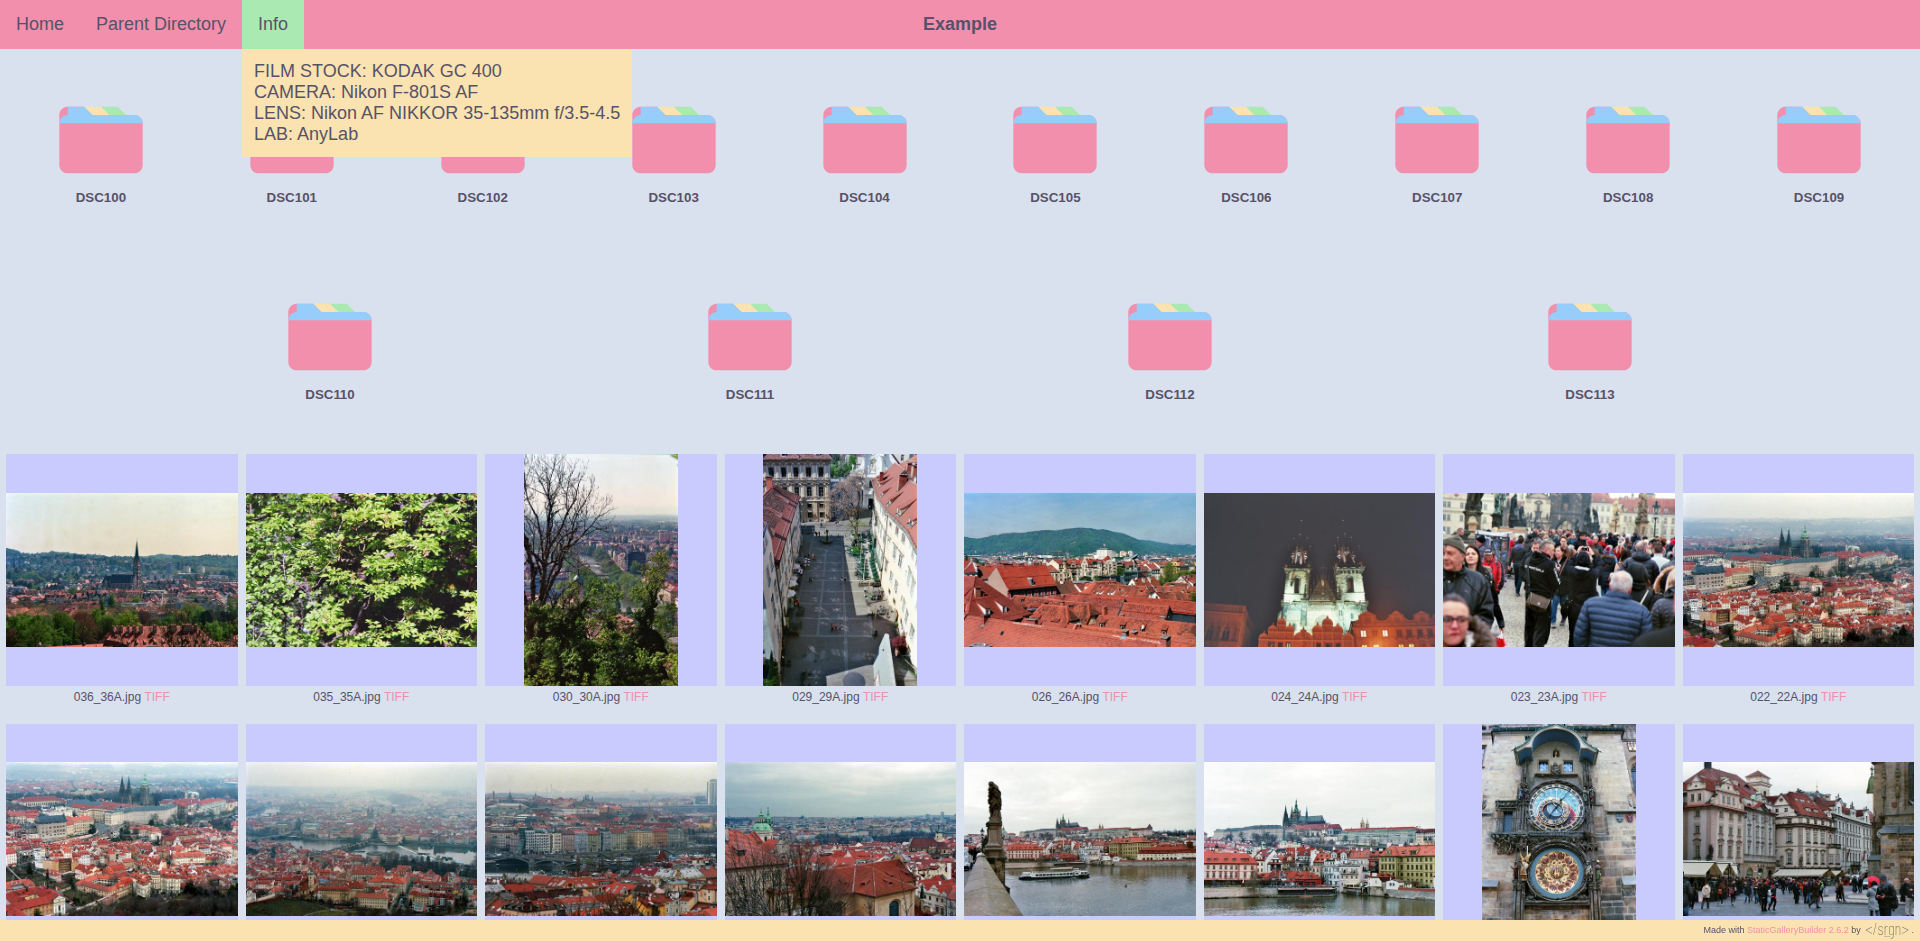 Home Parent Directory Info Example
FILM STOCK: KODAK GC 400
CAMERA: Nikon F-801S AF
LENS: Nikon AF NIKKOR 35-135mm f/3.5-4.5
LAB: AnyLab
DSC100 DSC101 DSC102 DSC103 DSC104 DSC105 DSC106 DSC107 DSC108 DSC109
DSC110 DSC111 DSC112 DSC113
036_36A.jpg TIFF 035_35A.jpg TIFF 030_30A.jpg TIFF 029_29A.jpg TIFF 026_26A.jpg TIFF 024_24A.jpg TIFF 023_23A.jpg TIFF 022_22A.jpg TIFF
Made with StaticGalleryBuilder 2.6.2 by </srgn> .